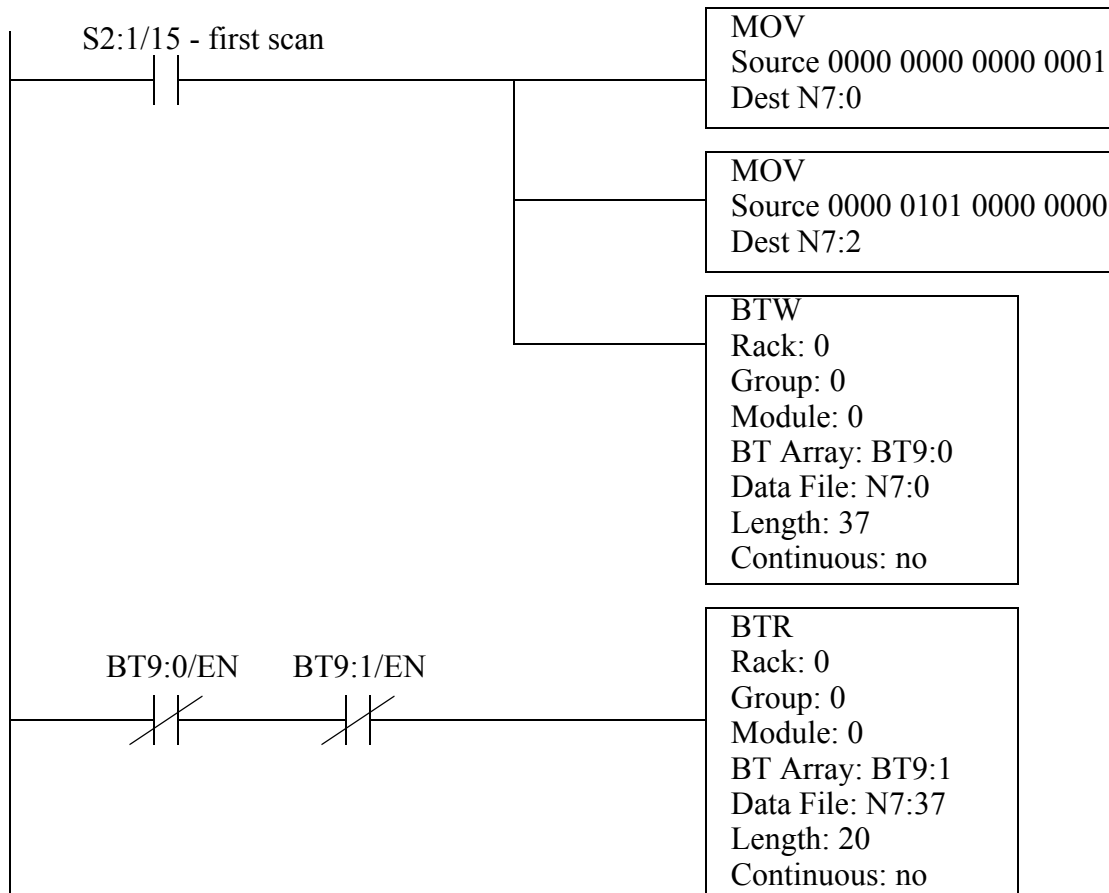 S2:1/15 - first scan
MOV
Source 0000 0000 0000 0001
Dest N7:0
MOV
Source 0000 0101 0000 0000
Dest N7:2
BTW
Rack: 0
Group: 0
Module: 0
BT Array: BT9:0
Data File: N7:0
Length: 37
Continuous: no
BT9:0/EN
BT9:1/EN
BTR
Rack: 0
Group: 0
Module: 0
BT Array: BT9:1
Data File: N7:37
Length: 20
Continuous: no